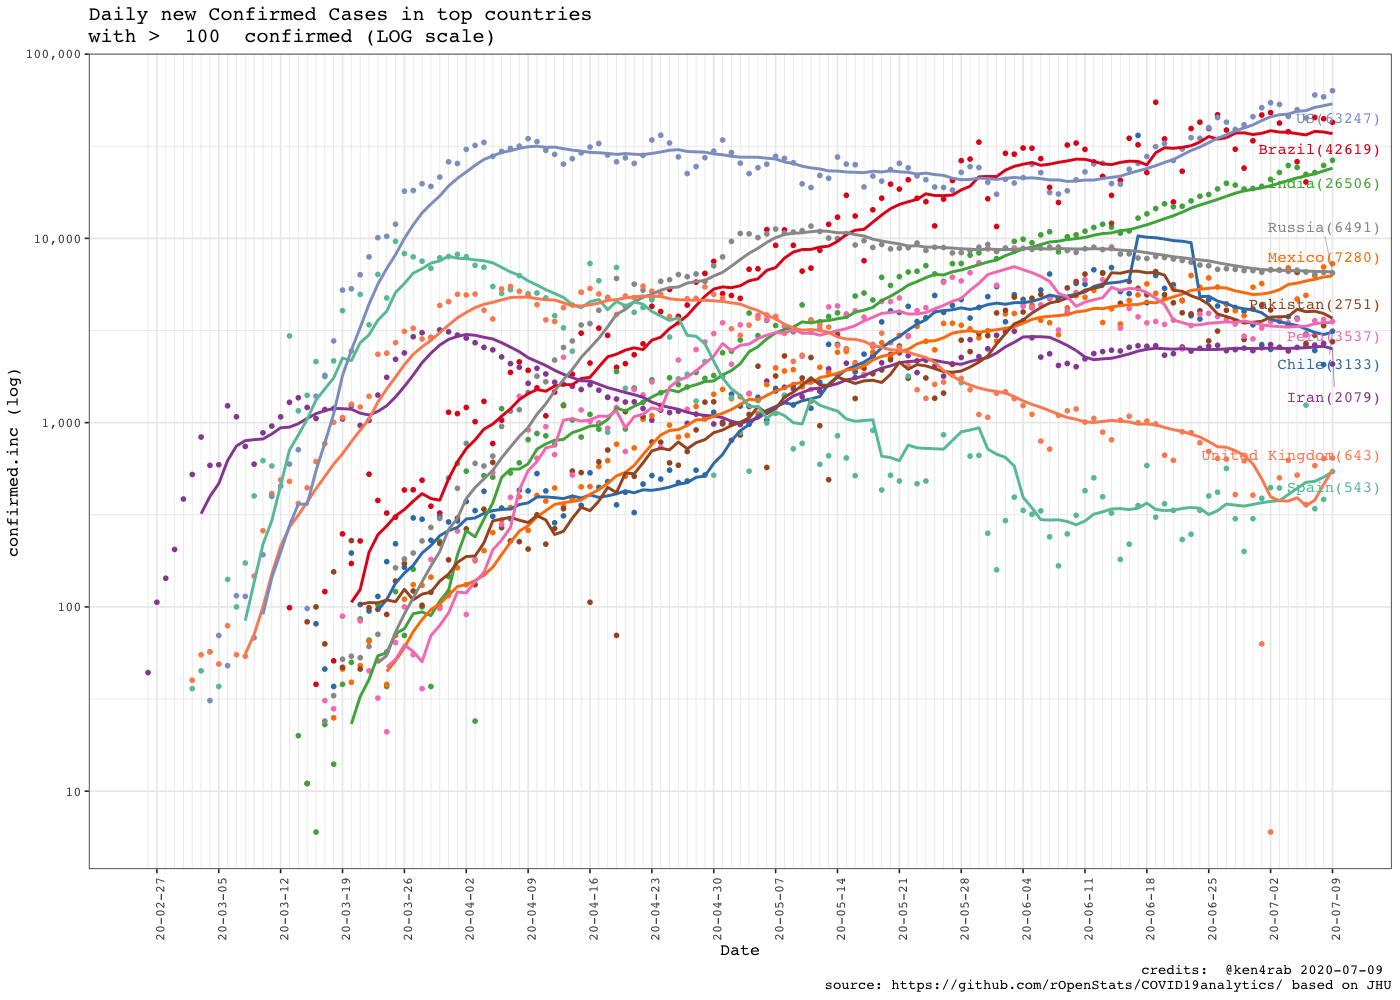 Daily new Confirmed Cases in top countries
with >  100  confirmed (LOG scale)
confirmed.inc (log)
100,000
10,000
1,000
100
10
US(63247)
Brazil(42619)
India(26506)
Russia(6491)
Mexico(7280)
Pakistan(2751)
Peru(3537)
Chile(3133)
Iran(2079)
United Kingdom(643)
Spain(543)
20-02-27
20-03-05
20-03-12
20-03-19
20-03-26
20-04-02
20-04-09
20-04-16
20-04-23
20-04-30
20-05-07
20-05-14
20-05-21
20-05-28
20-06-04
20-06-11
20-06-18
20-06-25
20-07-02
20-07-09
Date
credits:  @ken4rab 2020-07-09
source: https://github.com/rOpenStats/COVID19analytics/ based on JHU